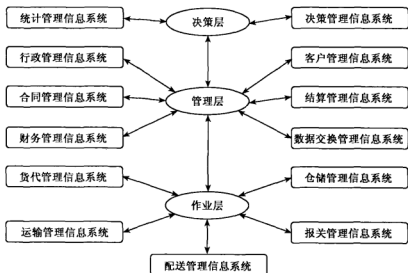 统计管理信息系统
决策层
决策管理信息系统
行政管理信息系统
客户管理信息系统
合同管理信息系统
管理层
结算管理信息系统
财务管理信息系统
数据交换管理信息系统
货代管理信息系统
仓储管理信息系统
作业层
运输管理信息系统
报关管理信息系统
配送管理信息系统